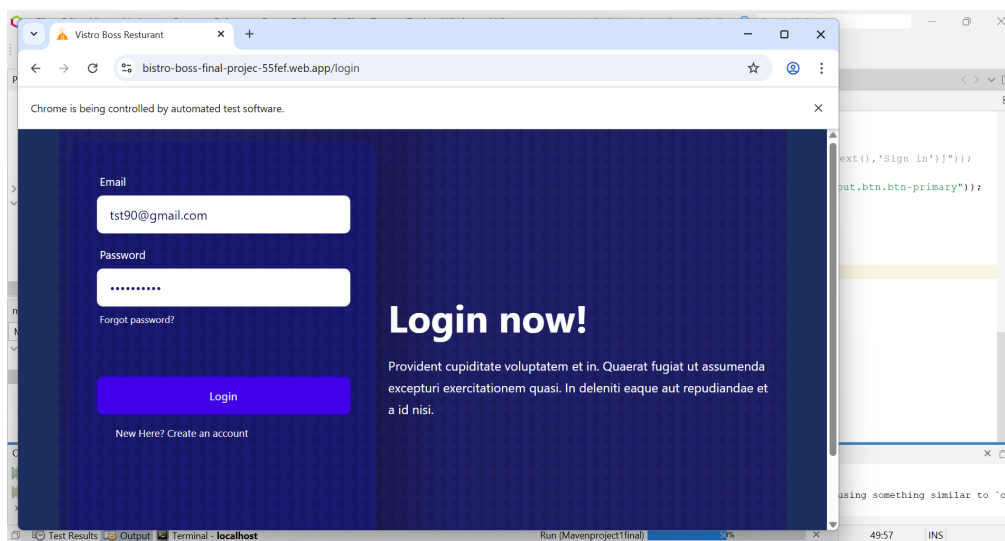 Vistro Boss Resturant
bistro-boss-final-projec-55fef.web.app/login
Chrome is being controlled by automated test software.
ext(),'Sign in')]"));
out.btn.btn-primary"));
Email
tst90@gmail.com
Password
••••••••••
Forgot password?
Login
New Here? Create an account
Login now!
Provident cupiditate voluptatem et in. Quaerat fugiat ut assumenda
excepturi exercitationem quasi. In deleniti eaque aut repudiandae et
a id nisi.
using something similar to `
Test Results Output Terminal - localhost Run (Mavenproject1final) 50% 49:57 INS